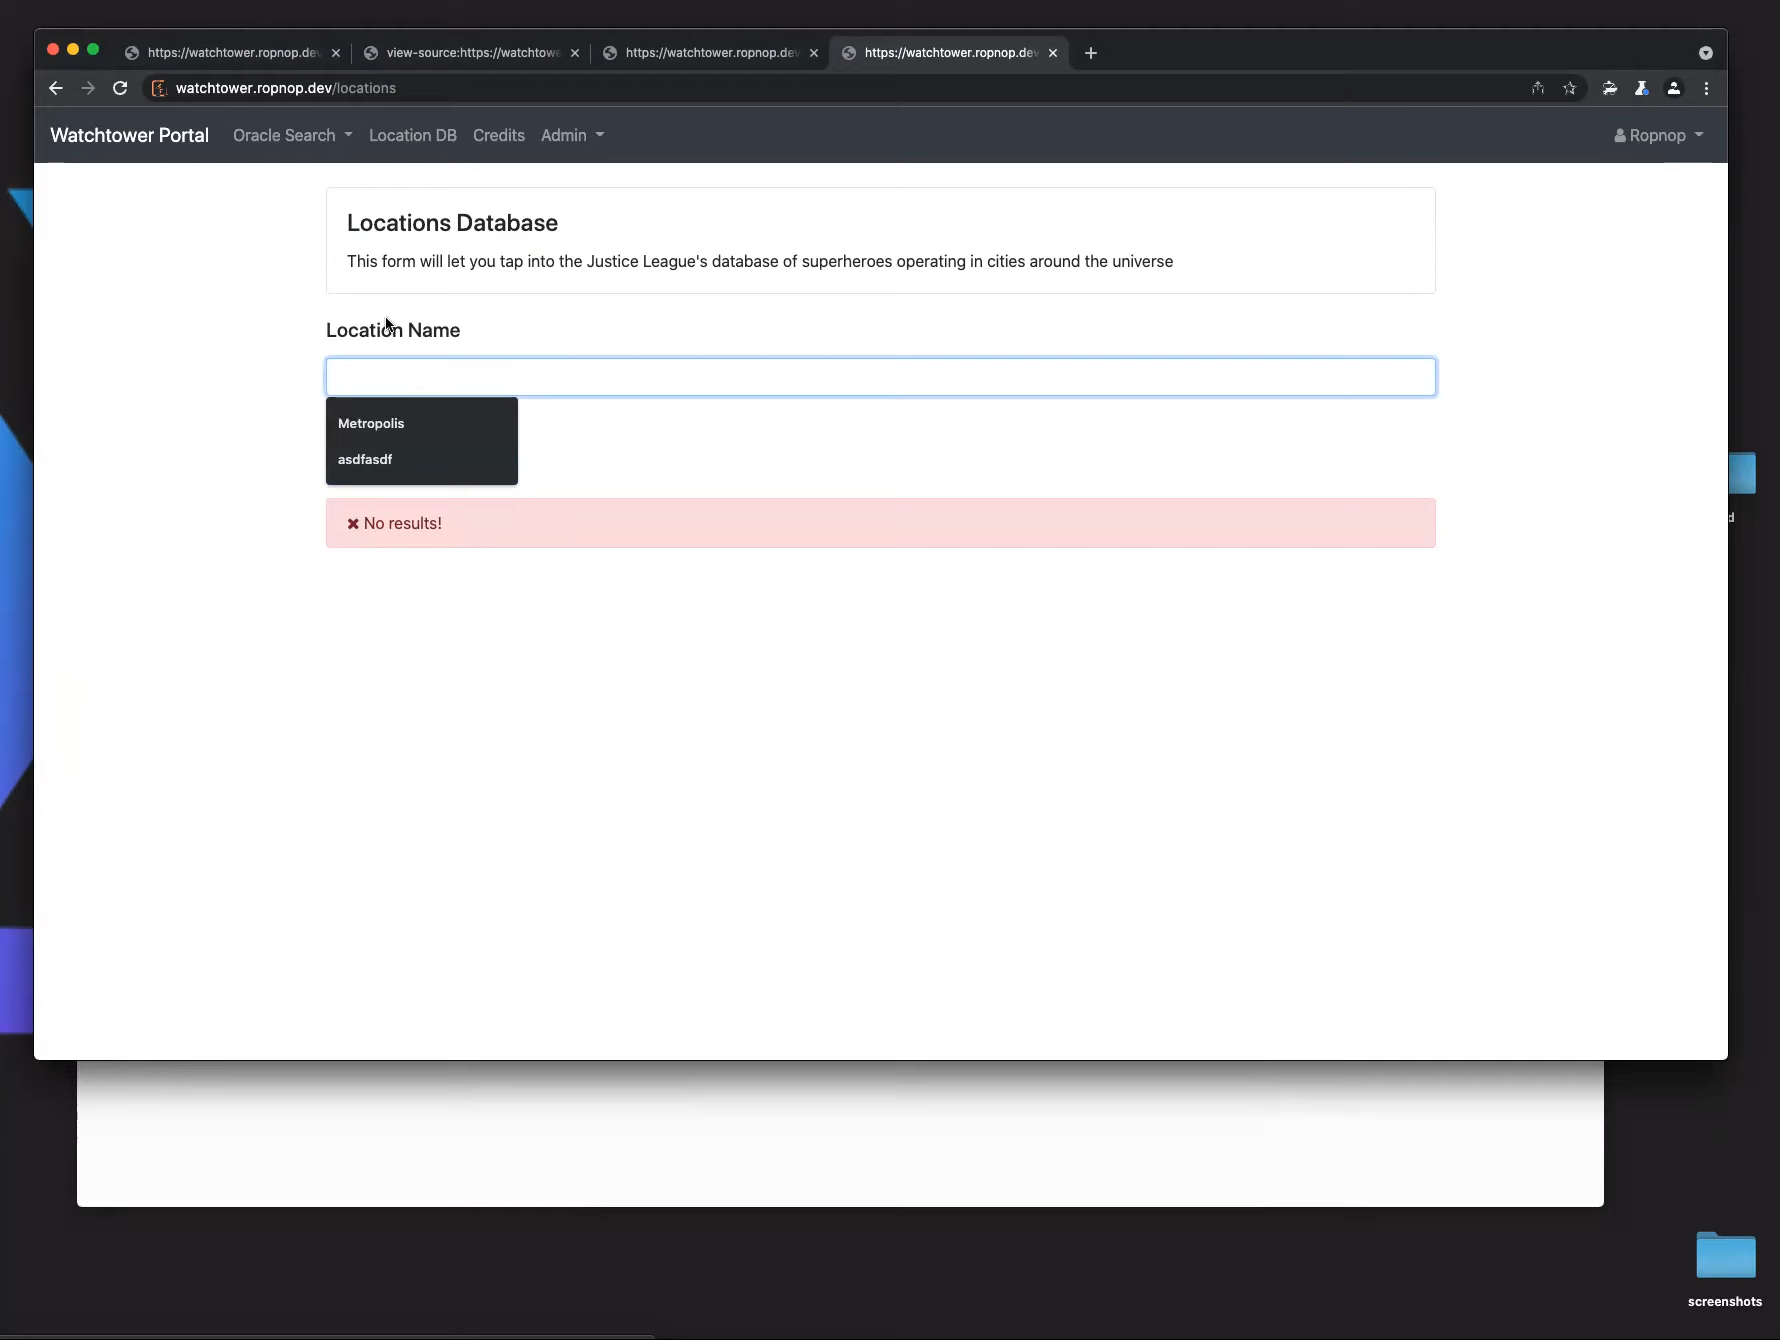 https://watchtower.ropnop.de
view-source:https://watchtowe
https://watchtower.ropnop.dev
https://watchtower.ropnop.dev
watchtower.ropnop.dev/locations
Watchtower Portal
Oracle Search
Location DB
Credits
Admin
Ropnop
Locations Database
This form will let you tap into the Justice League's database of superheroes operating in cities around the universe
Location Name
Metropolis
asdfasdf
No results!
d
screenshots